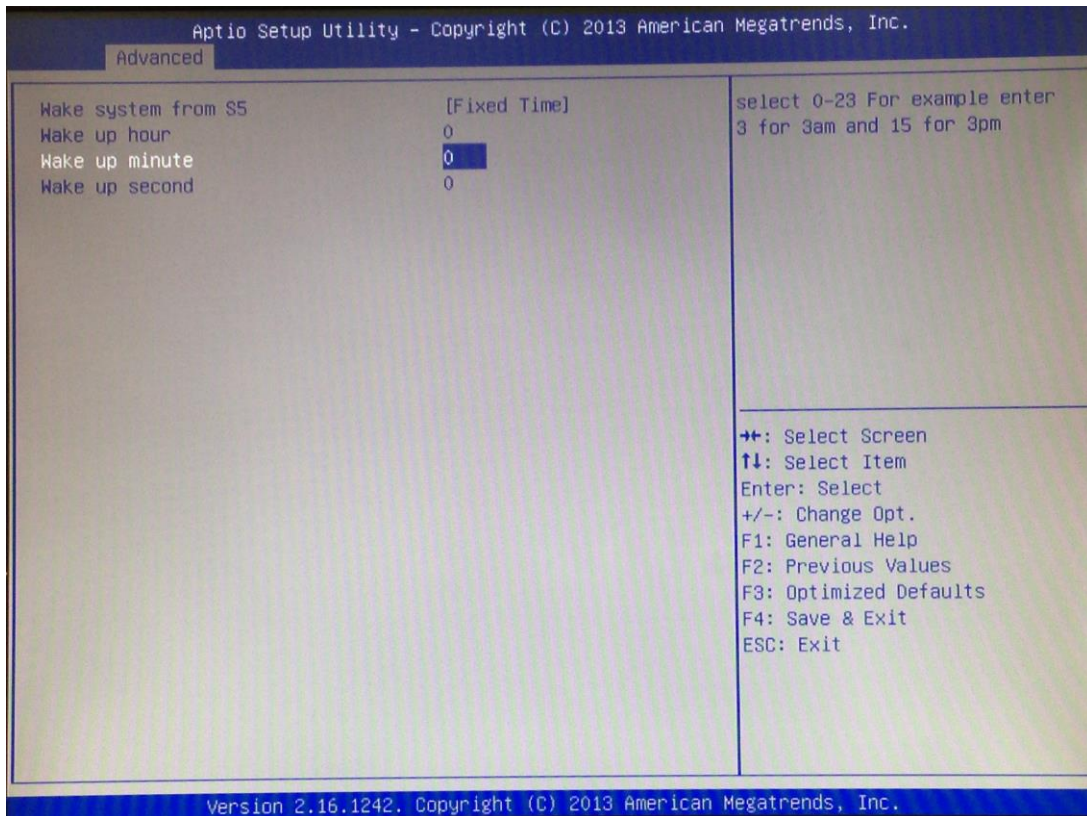 Aptio Setup Utility - Copyright (C) 2013 American Megatrends, Inc.
Advanced
Wake system from S5 [Fixed Time]
Wake up hour 0
Wake up minute 0
Wake up second 0
select 0-23 For example enter
3 for 3am and 15 for 3pm
→←: Select Screen
↑↓: Select Item
Enter: Select
+/-: Change Opt.
F1: General Help
F2: Previous Values
F3: Optimized Defaults
F4: Save & Exit
ESC: Exit
Version 2.16.1242. Copyright (C) 2013 American Megatrends, Inc.